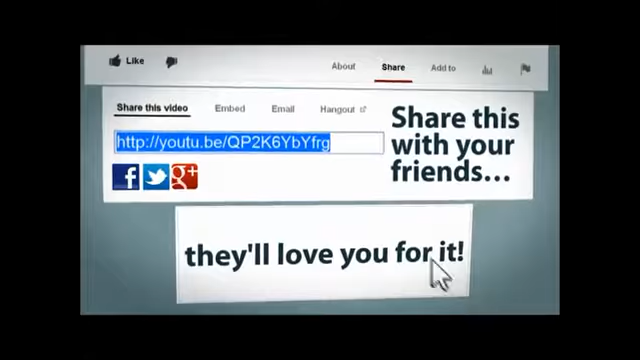 Like
About Share Add to
Share this video Embed Email Hangout
http://youtu.be/QP2K6YbYfrg
f g+
Share this
with your
friends...
they'll love you for it!